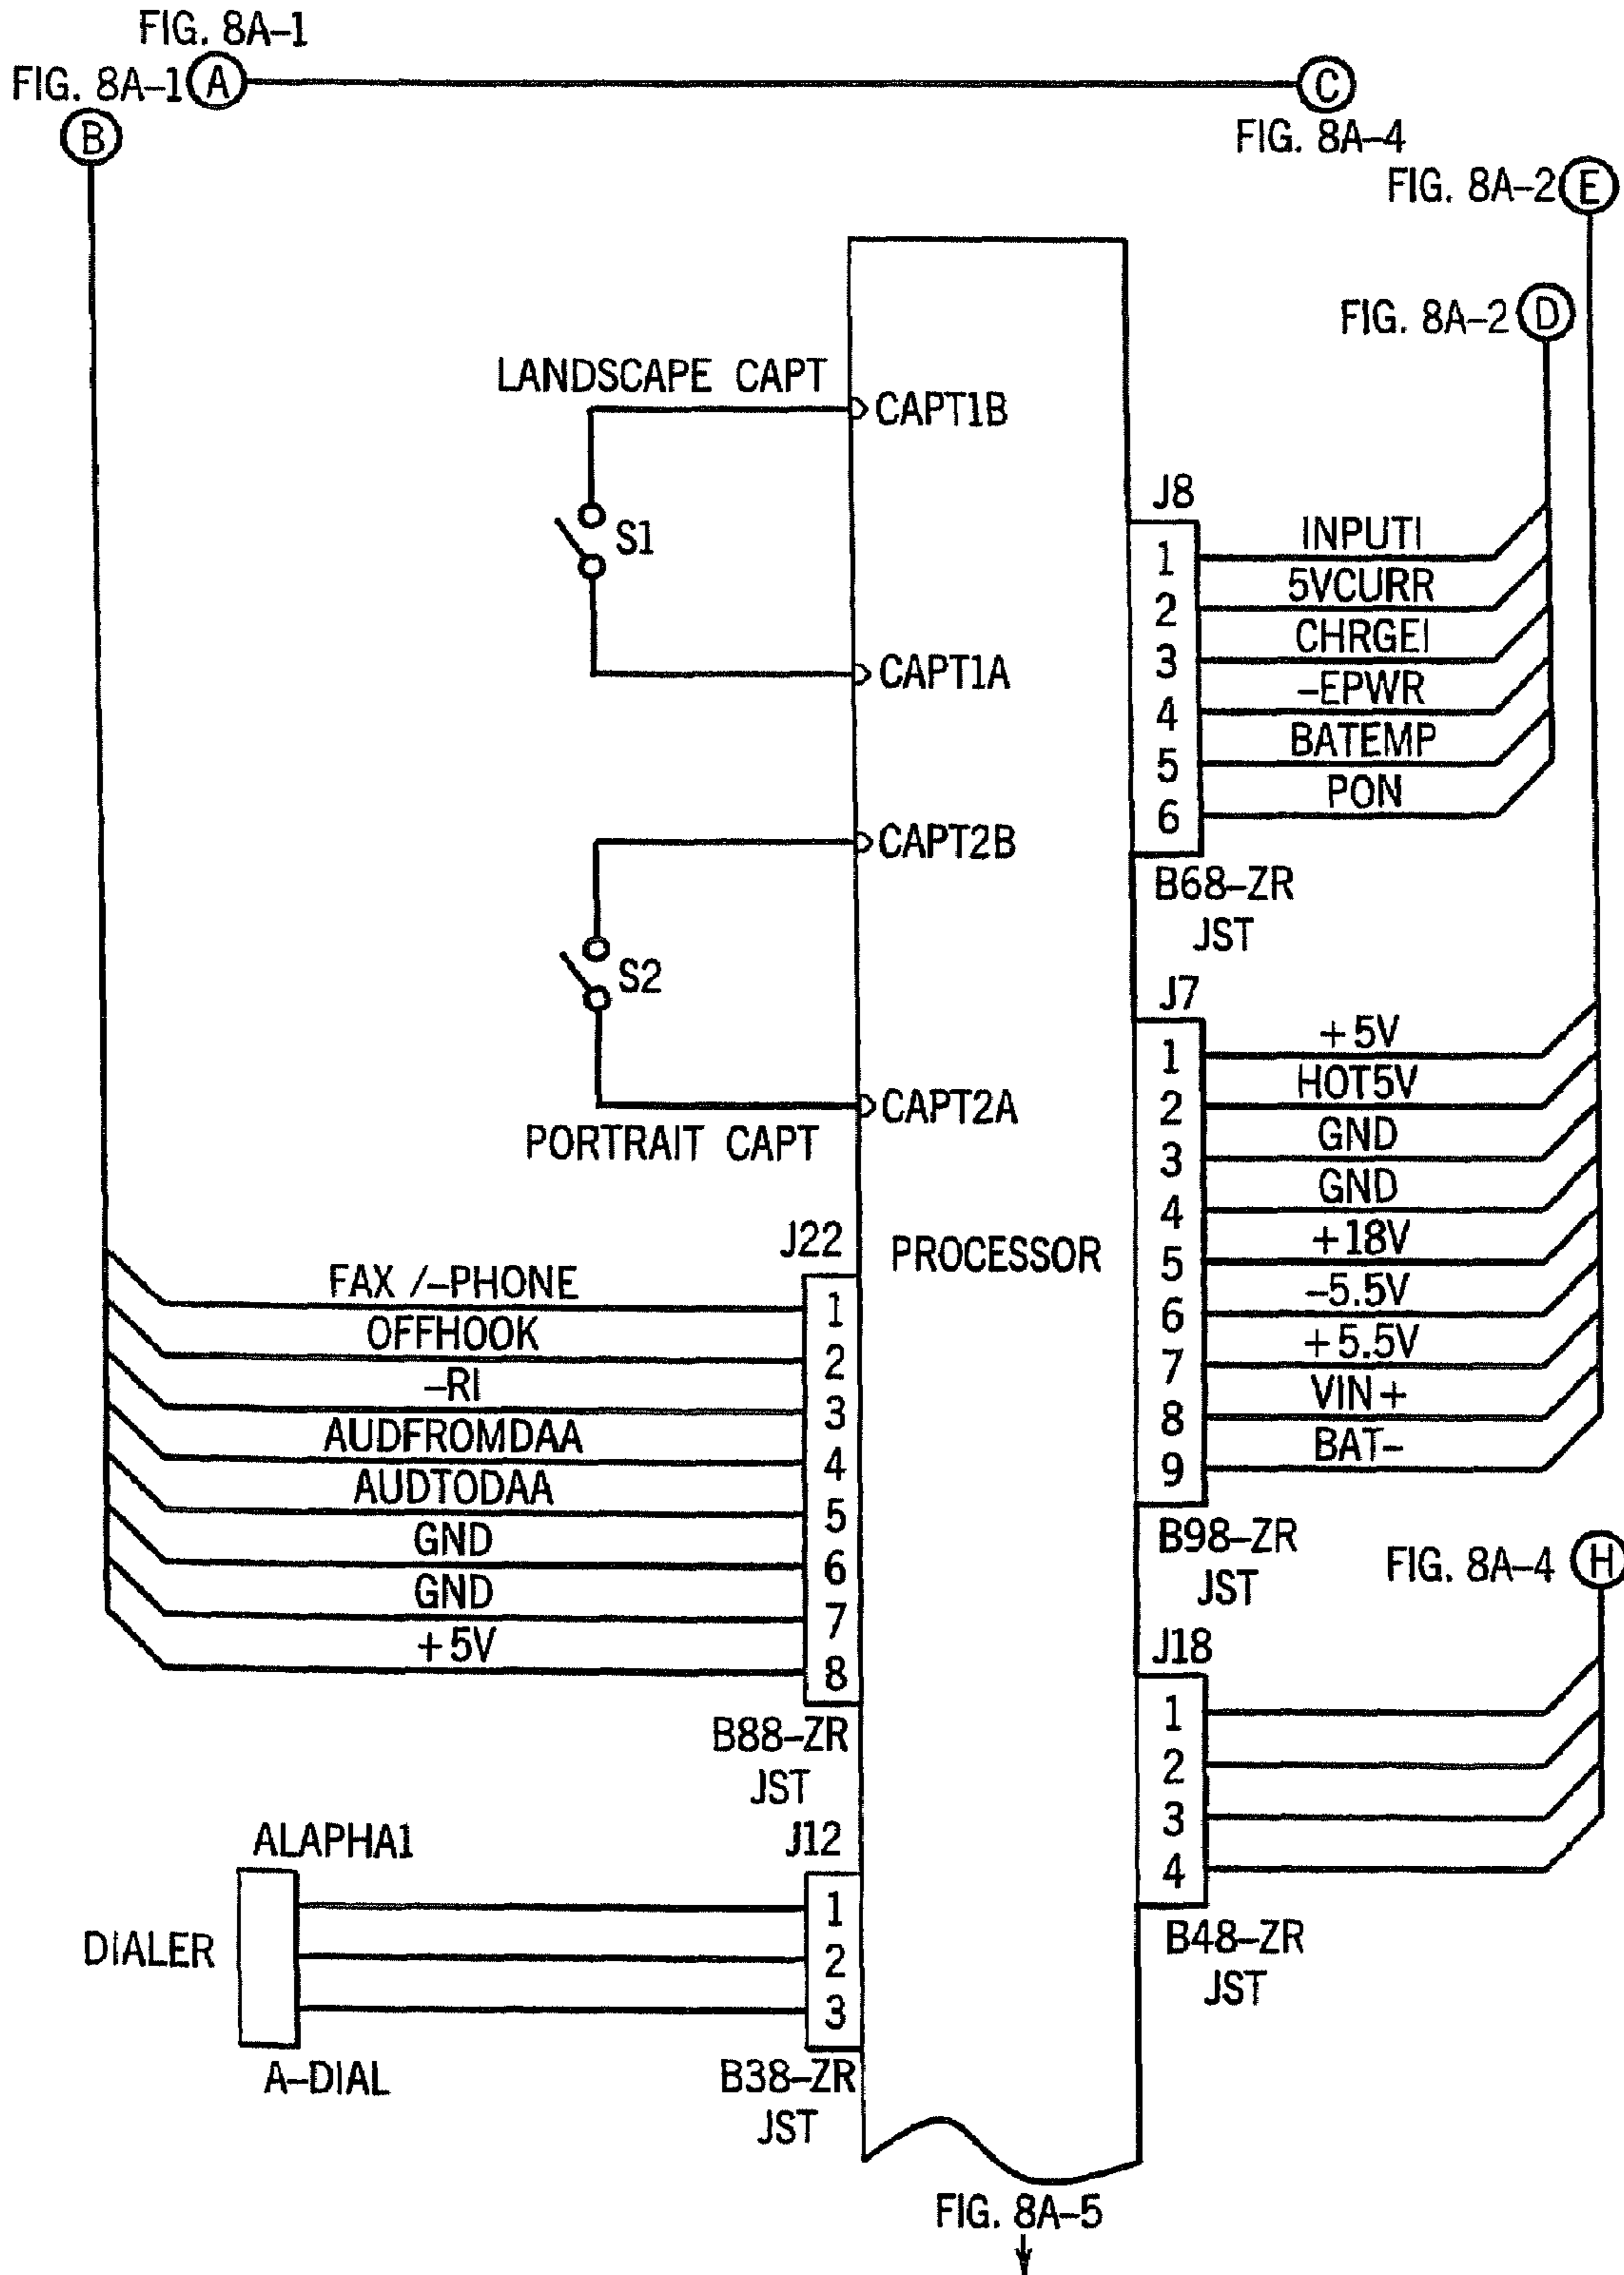 FIG. 8A-1
FIG. 8A-1 A
C
B
FIG. 8A-4
FIG. 8A-2 E
FIG. 8A-2 D
LANDSCAPE CAPT
CAPT1B
S1
CAPT1A
CAPT2B
S2
CAPT2A
PORTRAIT CAPT
PROCESSOR
J8
1 INPUTI
2 5VCURR
3 CHRGEI
4 -EPWR
5 BATEMP
6 PON
B68-ZR
JST
J7
1 +5V
2 HOT5V
3 GND
4 GND
5 +18V
6 -5.5V
7 +5.5V
8 VIN+
9 BAT-
B98-ZR
JST
FIG. 8A-4 H
J18
1
2
3
4
B48-ZR
JST
J22
FAX /-PHONE 1
OFFHOOK 2
-RI 3
AUDFROMDAA 4
AUDTODAA 5
GND 6
GND 7
+5V 8
B88-ZR
JST
ALAPHA1
J12
DIALER
1
2
3
A-DIAL
B38-ZR
JST
FIG. 8A-5